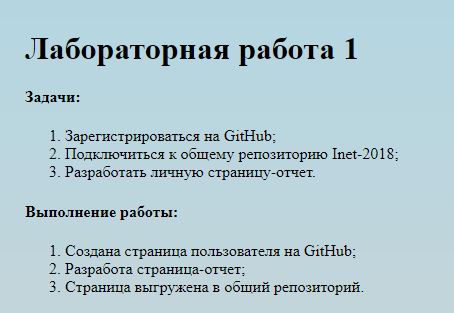 Лабораторная работа 1
Задачи:
1. Зарегистрироваться на GitHub;
2. Подключиться к общему репозиторию Inet-2018;
3. Разработать личную страницу-отчет.
Выполнение работы:
1. Создана страница пользователя на GitHub;
2. Разработа страница-отчет;
3. Страница выгружена в общий репозиторий.